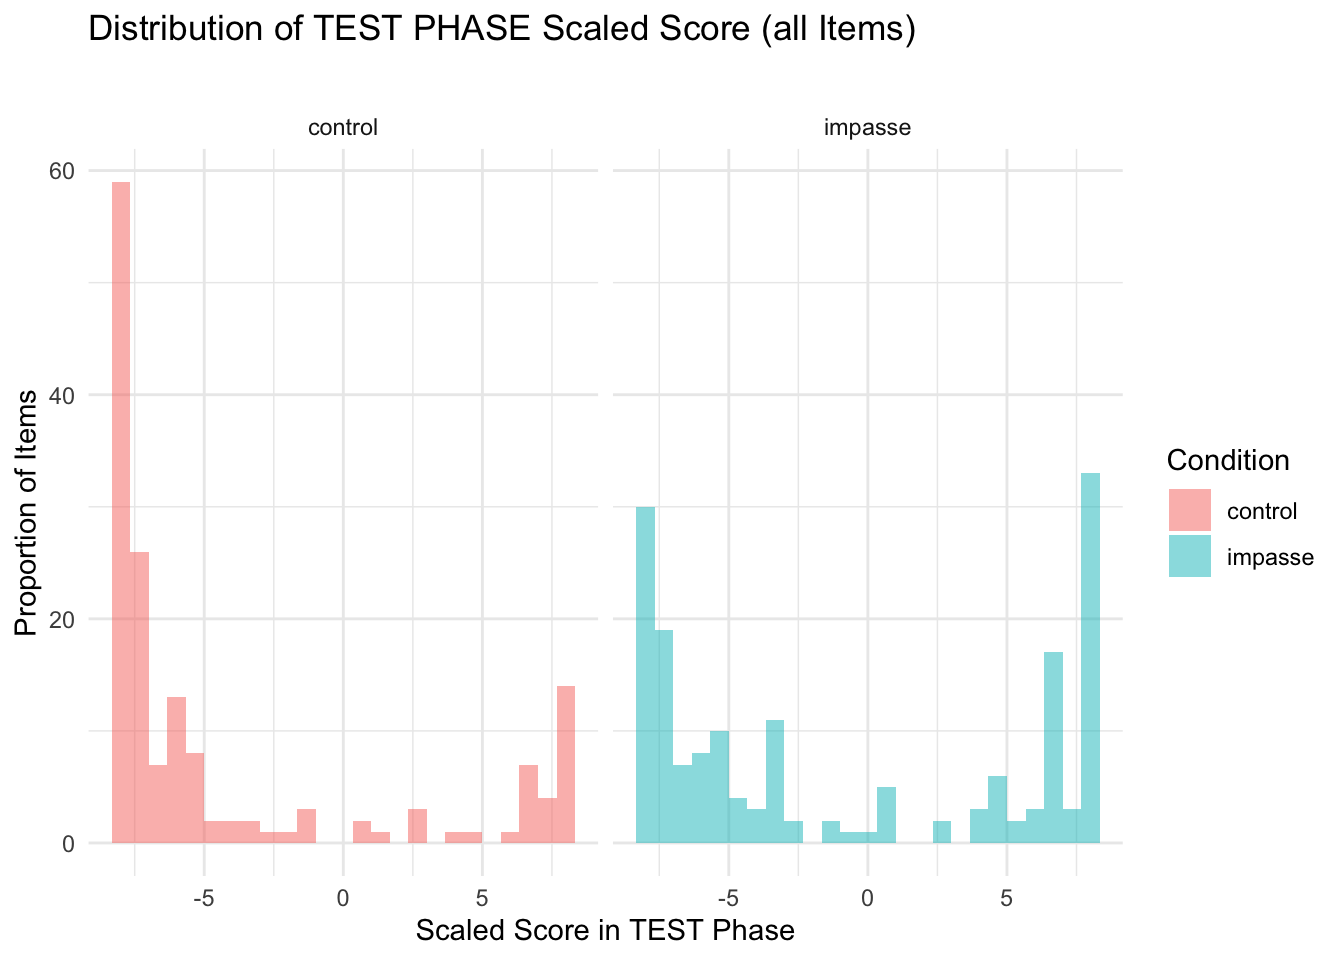 Distribution of TEST PHASE Scaled Score (all Items)
control
impasse
60
40
20
0
Proportion of Items
-5
0
5
-5
0
5
Scaled Score in TEST Phase
Condition
control
impasse